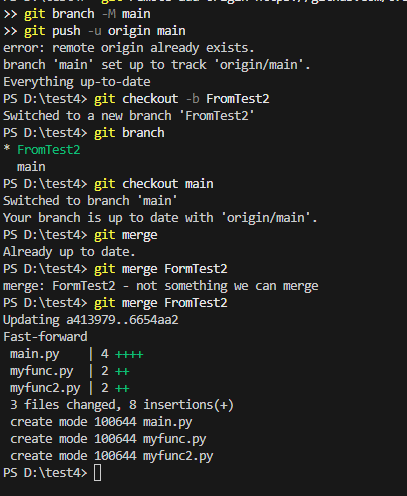 >> git branch -M main
>> git push -u origin main
error: remote origin already exists.
branch 'main' set up to track 'origin/main'.
Everything up-to-date
PS D:\test4> git checkout -b FromTest2
Switched to a new branch 'FromTest2'
PS D:\test4> git branch
* FromTest2
  main
PS D:\test4> git checkout main
Switched to branch 'main'
Your branch is up to date with 'origin/main'.
PS D:\test4> git merge
Already up to date.
PS D:\test4> git merge FormTest2
merge: FormTest2 - not something we can merge
PS D:\test4> git merge FromTest2
Updating a413979..6654aa2
Fast-forward
 main.py    | 4 ++++
 myfunc.py  | 2 ++
 myfunc2.py | 2 ++
 3 files changed, 8 insertions(+)
 create mode 100644 main.py
 create mode 100644 myfunc.py
 create mode 100644 myfunc2.py
PS D:\test4>